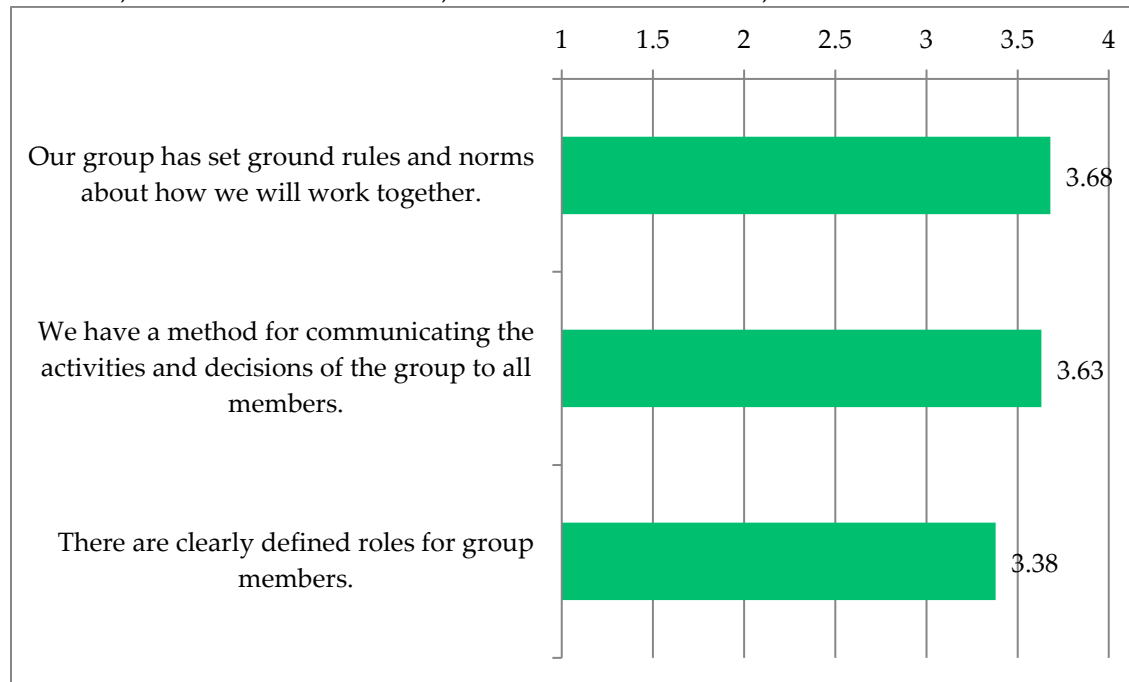 1 1.5 2 2.5 3 3.5 4
Our group has set ground rules and norms
about how we will work together.
3.68
We have a method for communicating the
activities and decisions of the group to all
members.
3.63
There are clearly defined roles for group
members.
3.38